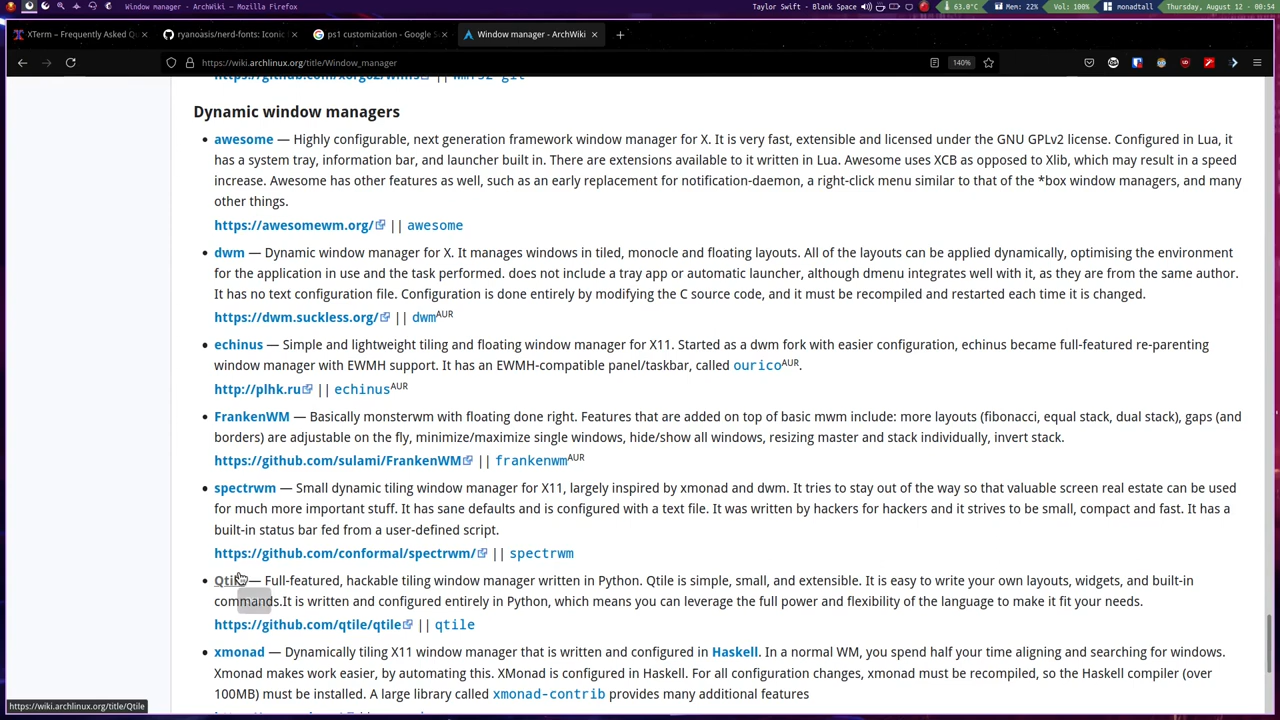 Window manager - ArchWiki — Mozilla Firefox
Taylor Swift - Blank Space
63.0°C
Mem: 22%
Vol: 100%
monadtall
Thursday, August 12 - 00:54
XTerm – Frequently Asked Qu
ryanoasis/nerd-fonts: Iconic
ps1 customization - Google S
Window manager - ArchWiki
https://wiki.archlinux.org/title/Window_manager
140%
Dynamic window managers
awesome — Highly configurable, next generation framework window manager for X. It is very fast, extensible and licensed under the GNU GPLv2 license. Configured in Lua, it
has a system tray, information bar, and launcher built in. There are extensions available to it written in Lua. Awesome uses XCB as opposed to Xlib, which may result in a speed
increase. Awesome has other features as well, such as an early replacement for notification-daemon, a right-click menu similar to that of the *box window managers, and many
other things.
https://awesomewm.org/ || awesome
dwm — Dynamic window manager for X. It manages windows in tiled, monocle and floating layouts. All of the layouts can be applied dynamically, optimising the environment
for the application in use and the task performed. does not include a tray app or automatic launcher, although dmenu integrates well with it, as they are from the same author.
It has no text configuration file. Configuration is done entirely by modifying the C source code, and it must be recompiled and restarted each time it is changed.
https://dwm.suckless.org/ || dwmAUR
echinus — Simple and lightweight tiling and floating window manager for X11. Started as a dwm fork with easier configuration, echinus became full-featured re-parenting
window manager with EWMH support. It has an EWMH-compatible panel/taskbar, called ouricoAUR.
http://plhk.ru || echinusAUR
FrankenWM — Basically monsterwm with floating done right. Features that are added on top of basic mwm include: more layouts (fibonacci, equal stack, dual stack), gaps (and
borders) are adjustable on the fly, minimize/maximize single windows, hide/show all windows, resizing master and stack individually, invert stack.
https://github.com/sulami/FrankenWM || frankenwmAUR
spectrwm — Small dynamic tiling window manager for X11, largely inspired by xmonad and dwm. It tries to stay out of the way so that valuable screen real estate can be used
for much more important stuff. It has sane defaults and is configured with a text file. It was written by hackers for hackers and it strives to be small, compact and fast. It has a
built-in status bar fed from a user-defined script.
https://github.com/conformal/spectrwm/ || spectrwm
Qtile — Full-featured, hackable tiling window manager written in Python. Qtile is simple, small, and extensible. It is easy to write your own layouts, widgets, and built-in
commands.It is written and configured entirely in Python, which means you can leverage the full power and flexibility of the language to make it fit your needs.
https://github.com/qtile/qtile || qtile
xmonad — Dynamically tiling X11 window manager that is written and configured in Haskell. In a normal WM, you spend half your time aligning and searching for windows.
Xmonad makes work easier, by automating this. XMonad is configured in Haskell. For all configuration changes, xmonad must be recompiled, so the Haskell compiler (over
100MB) must be installed. A large library called xmonad-contrib provides many additional features
https://wiki.archlinux.org/title/Qtile